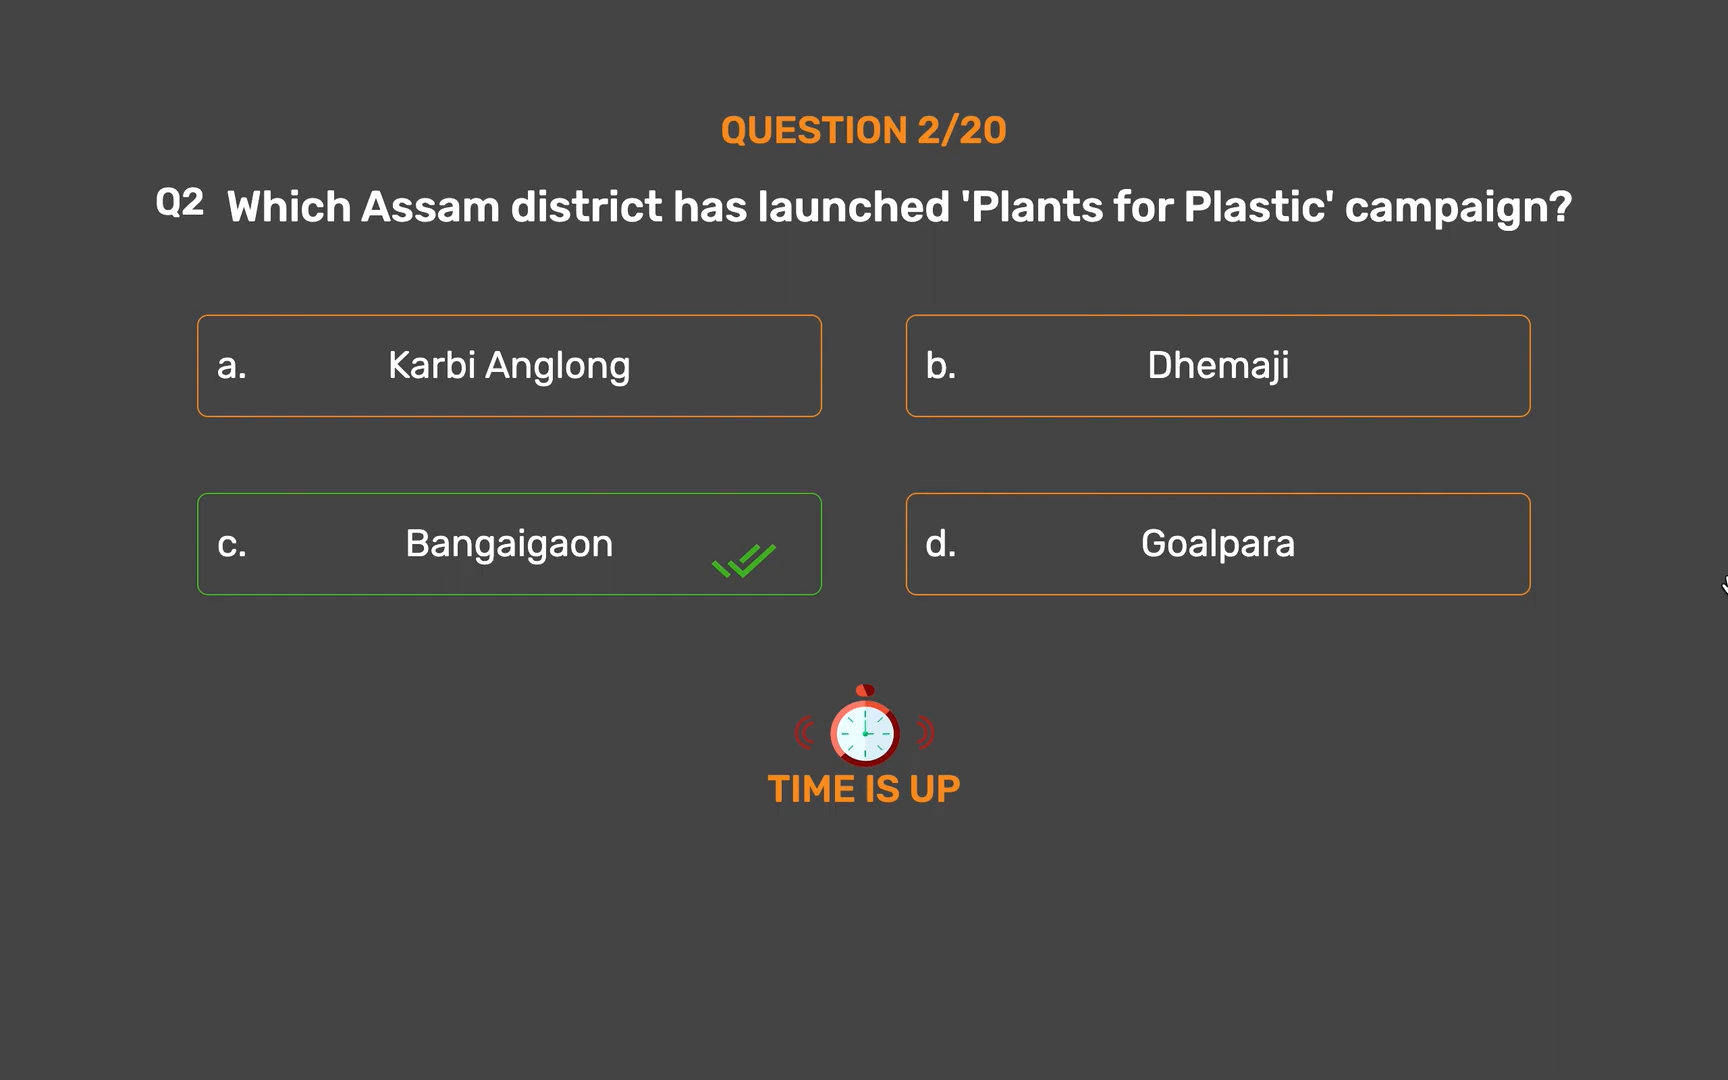 QUESTION 2/20
Q2 Which Assam district has launched 'Plants for Plastic' campaign?
a. Karbi Anglong
b. Dhemaji
c. Bangaigaon
d. Goalpara
TIME IS UP